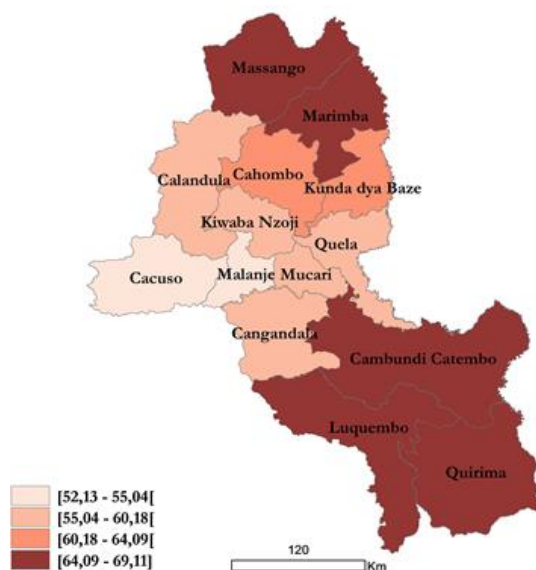 Massango
Marimba
Calandula
Cahombo
Kunda dya Baze
Kiwaba Nzoji
Quela
Cacuso
Malanje
Mucari
Cangandala
Cambundi Catembo
Luquembo
Quirima
[52,13 - 55,04[
[55,04 - 60,18[
[60,18 - 64,09[
[64,09 - 69,11]
120
Km